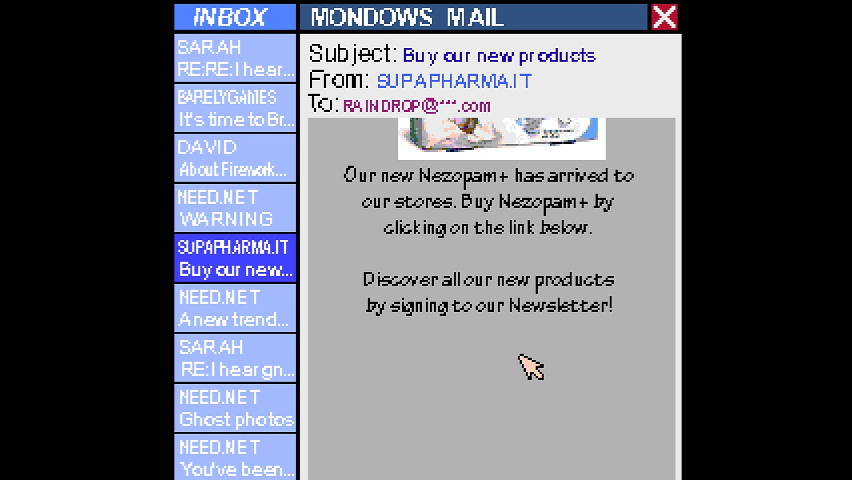 INBOX
MONDOWS MAIL
SARAH
RE:RE:I hear...
BARELYGAMES
It's time to Br...
DAVID
About Firework...
NEED.NET
WARNING
SUPAPHARMA.IT
Buy our new...
NEED.NET
A new trend...
SARAH
RE:I hear gn...
NEED.NET
Ghost photos
NEED.NET
You've been...
Subject: Buy our new products
From: SUPAPHARMA.IT
To: RAINDROP@***.com
Our new Nezopam+ has arrived to
our stores. Buy Nezopam+ by
clicking on the link below.
Discover all our new products
by signing to our Newsletter!